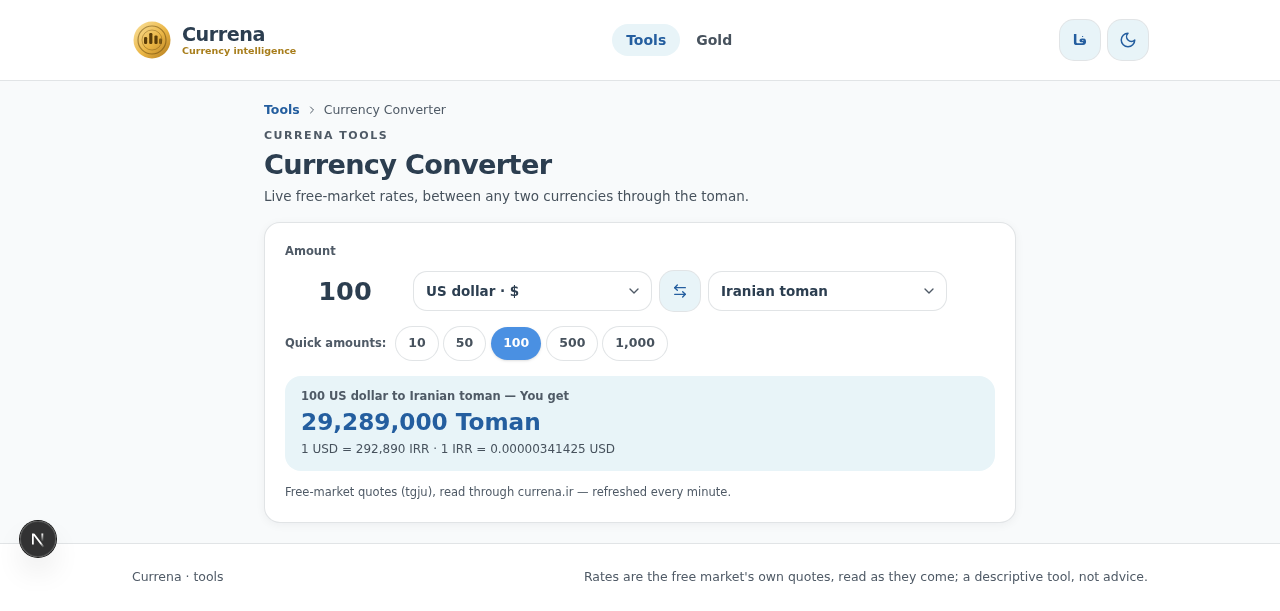 Currena
Currency intelligence
Tools
Gold
فا
Tools > Currency Converter
CURRENA TOOLS
Currency Converter
Live free-market rates, between any two currencies through the toman.
Amount
100
US dollar · $
Iranian toman
Quick amounts: 10 50 100 500 1,000
100 US dollar to Iranian toman — You get
29,289,000 Toman
1 USD = 292,890 IRR · 1 IRR = 0.00000341425 USD
Free-market quotes (tgju), read through currena.ir — refreshed every minute.
N
Currena · tools
Rates are the free market's own quotes, read as they come; a descriptive tool, not advice.